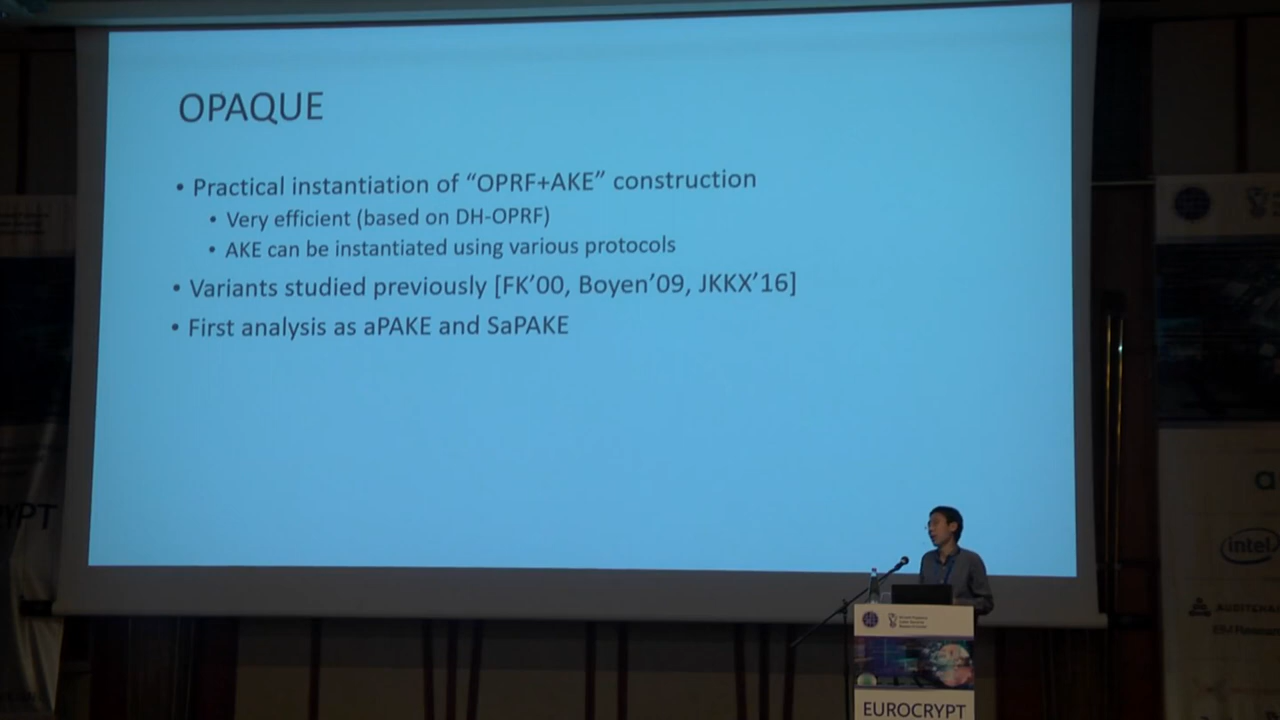 OPAQUE
• Practical instantiation of “OPRF+AKE” construction
• Very efficient (based on DH-OPRF)
• AKE can be instantiated using various protocols
• Variants studied previously [FK’00, Boyen’09, JKKX’16]
• First analysis as aPAKE and SaPAKE
intel
EUROCRYPT